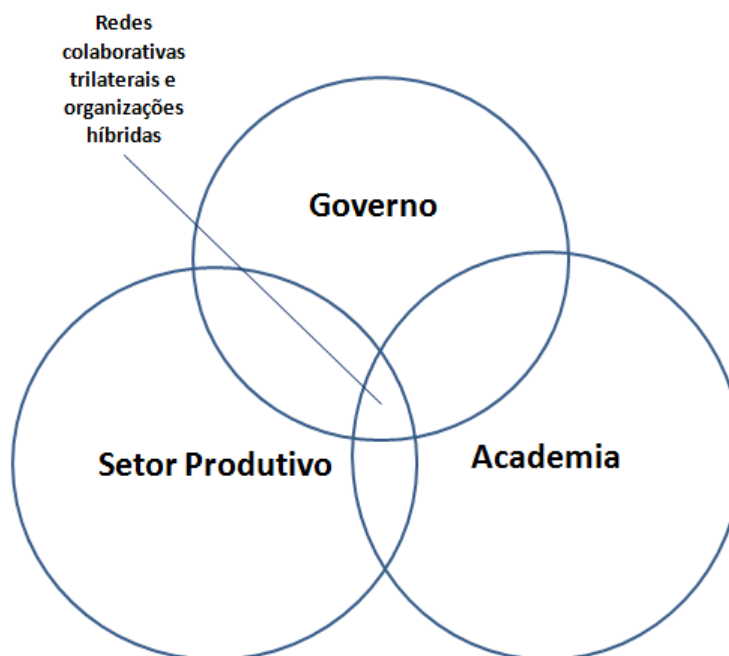 Redes
colaborativas
trilaterais e
organizações
híbridas
Governo
Setor Produtivo
Academia